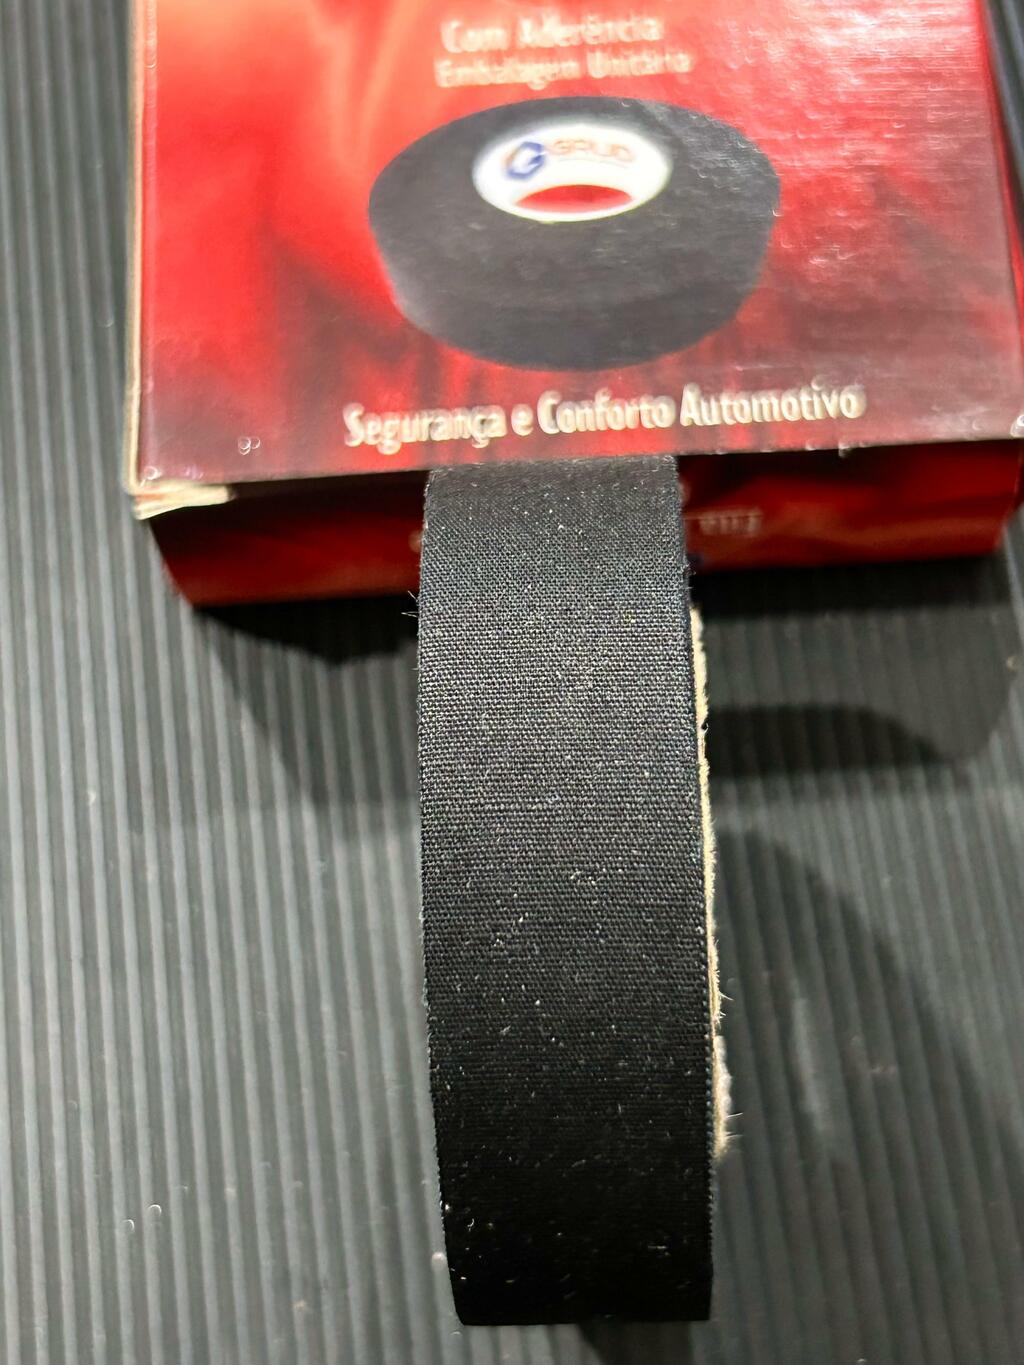 Com Aderência
Embalagem Unitária
Segurança e Conforto Automotivo